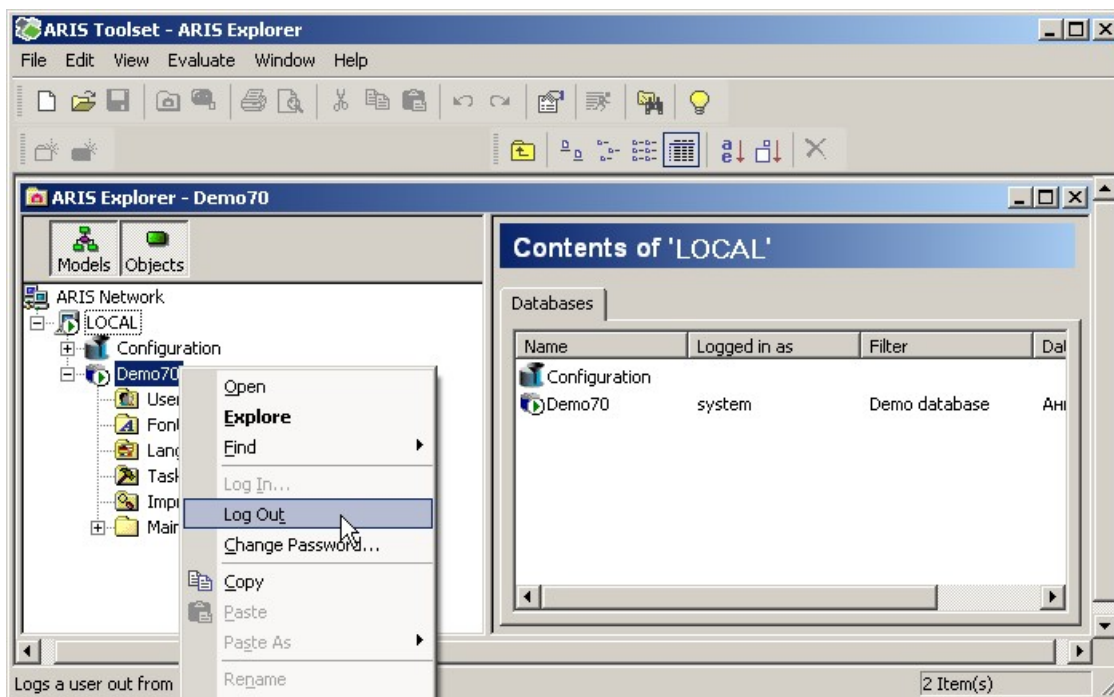 ARIS Toolset - ARIS Explorer
File Edit View Evaluate Window Help
ARIS Explorer - Demo70
Models Objects
ARIS Network
LOCAL
Configuration
Demo70
Open
Explore
Find
Log In...
Log Out
Change Password...
Copy
Paste
Paste As
Rename
Contents of 'LOCAL'
Databases
Name Logged in as Filter
Configuration
Demo70 system Demo database
Logs a user out from
2 Item(s)